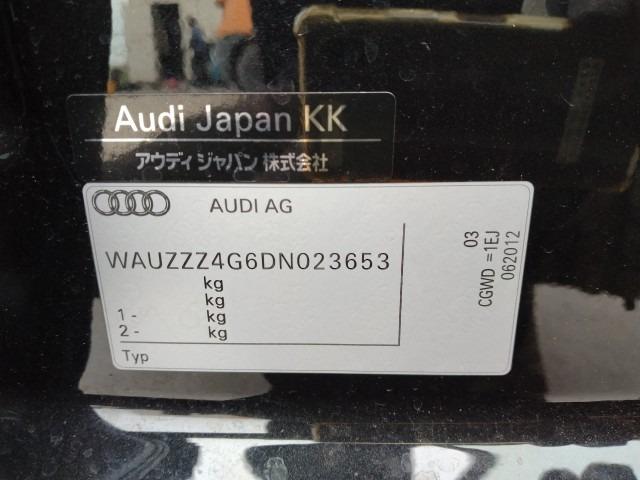 Audi Japan KK
アウディ ジャパン 株式会社
AUDI AG
WAUZZZ4G6DN023653
kg
kg
1 - kg
2 - kg
Typ
03
CGWD =1EJ
062012